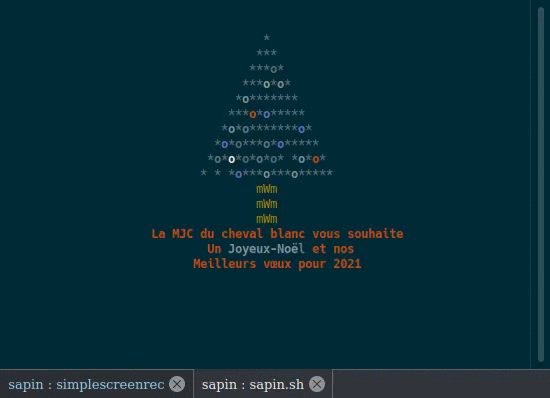 *
***
***o*
***o*o*
*o*******
***o*o*****
*o*o*******o*
*o*o***o*o*****
*o*o*o*o*o* *o*o*
* * *o***o***o*****
mWm
mWm
mWm
La MJC du cheval blanc vous souhaite
Un Joyeux-Noël et nos
Meilleurs vœux pour 2021
sapin : simplescreenrec
sapin : sapin.sh